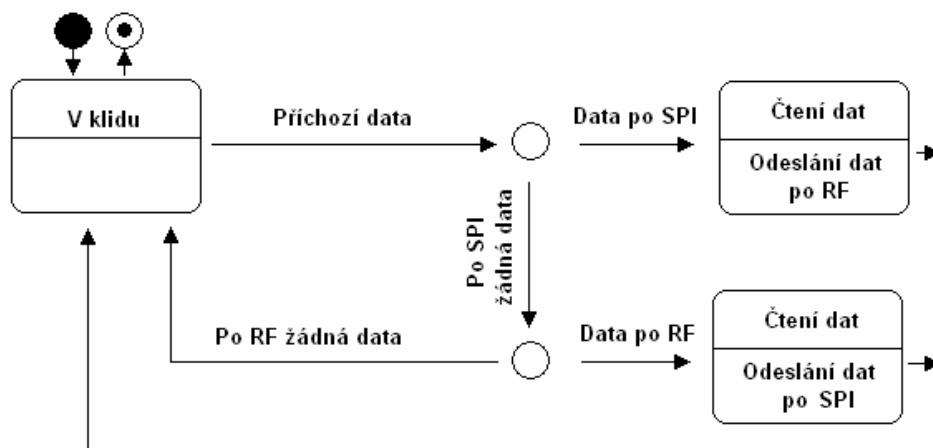 V klidu
Příchozí data
Data po SPI
Čtení dat
Odeslání dat
po RF
Po SPI
žádná data
Po RF žádná data
Data po RF
Čtení dat
Odeslání dat
po SPI